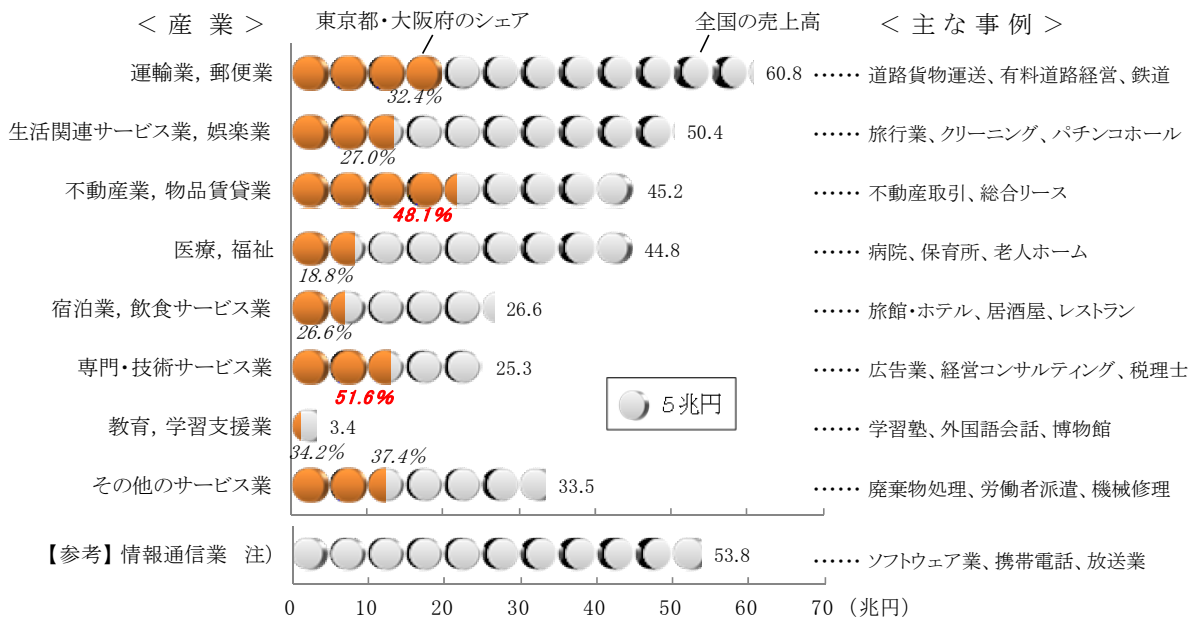 ＜ 産 業 ＞
東京都・大阪府のシェア
全国の売上高
＜ 主 な 事 例 ＞
運輸業, 郵便業
32.4%
60.8
…… 道路貨物運送、有料道路経営、鉄道
生活関連サービス業, 娯楽業
27.0%
50.4
…… 旅行業、クリーニング、パチンコホール
不動産業, 物品賃貸業
48.1%
45.2
…… 不動産取引、総合リース
医療, 福祉
18.8%
44.8
…… 病院、保育所、老人ホーム
宿泊業, 飲食サービス業
26.6%
26.6
…… 旅館・ホテル、居酒屋、レストラン
専門・技術サービス業
51.6%
25.3
…… 広告業、経営コンサルティング、税理士
5兆円
教育, 学習支援業
34.2%
3.4
…… 学習塾、外国語会話、博物館
その他のサービス業
37.4%
33.5
…… 廃棄物処理、労働者派遣、機械修理
【参考】 情報通信業 注）
53.8
…… ソフトウェア業、携帯電話、放送業
0 10 20 30 40 50 60 70 （兆円）